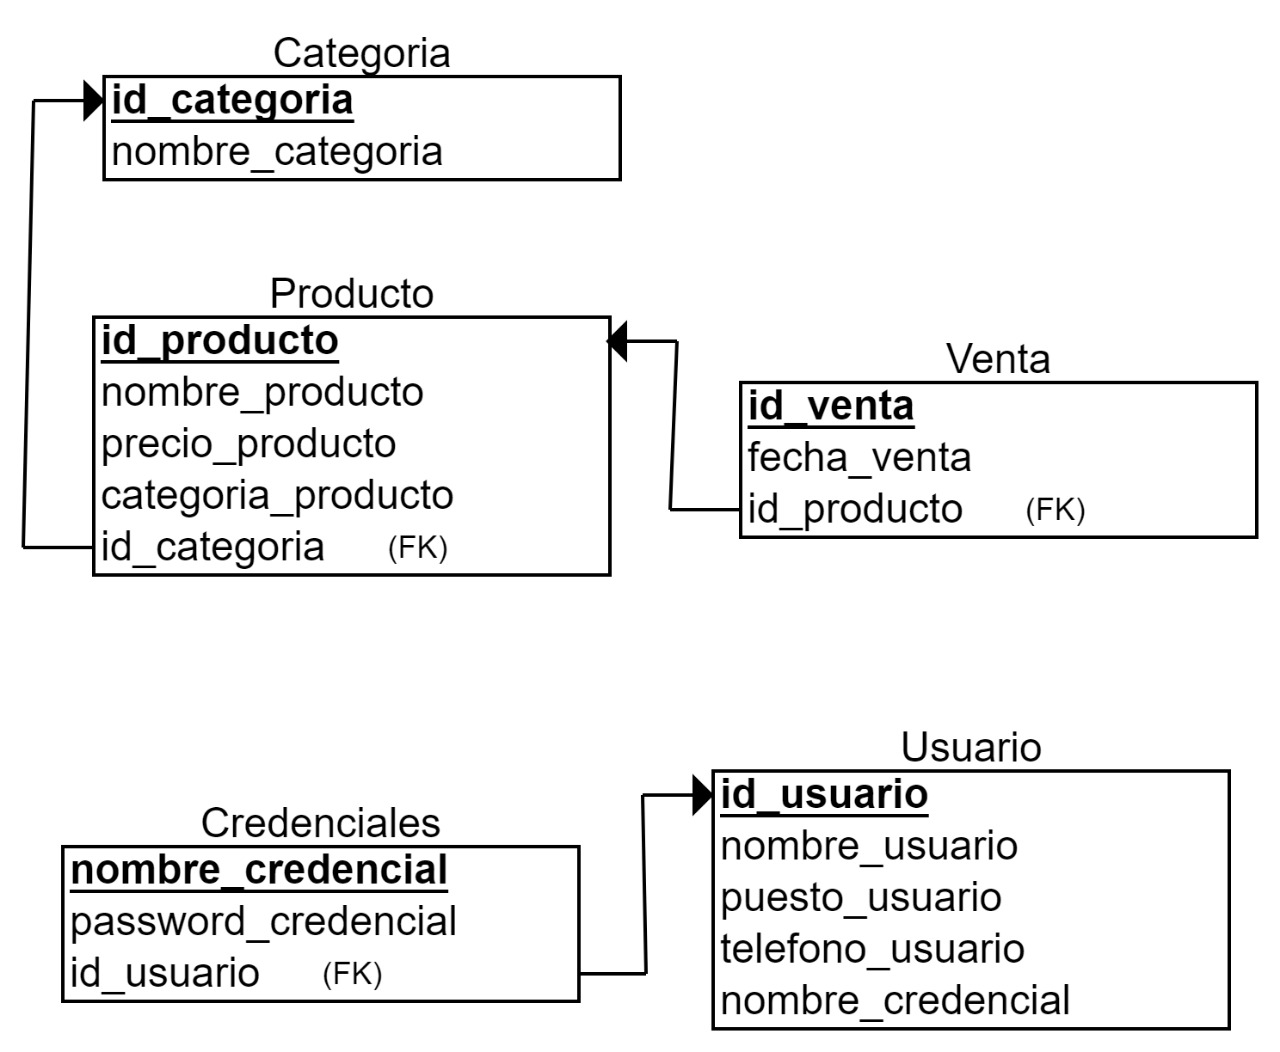 Categoria
id_categoria
nombre_categoria
Producto
id_producto
nombre_producto
precio_producto
categoria_producto
id_categoria (FK)
Venta
id_venta
fecha_venta
id_producto (FK)
Credenciales
nombre_credencial
password_credencial
id_usuario (FK)
Usuario
id_usuario
nombre_usuario
puesto_usuario
telefono_usuario
nombre_credencial